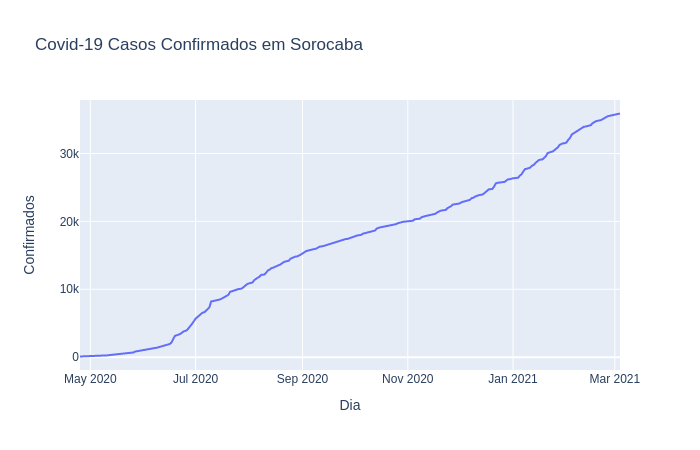 Covid-19 Casos Confirmados em Sorocaba
Confirmados
30k
20k
10k
0
May 2020
Jul 2020
Sep 2020
Nov 2020
Jan 2021
Mar 2021
Dia